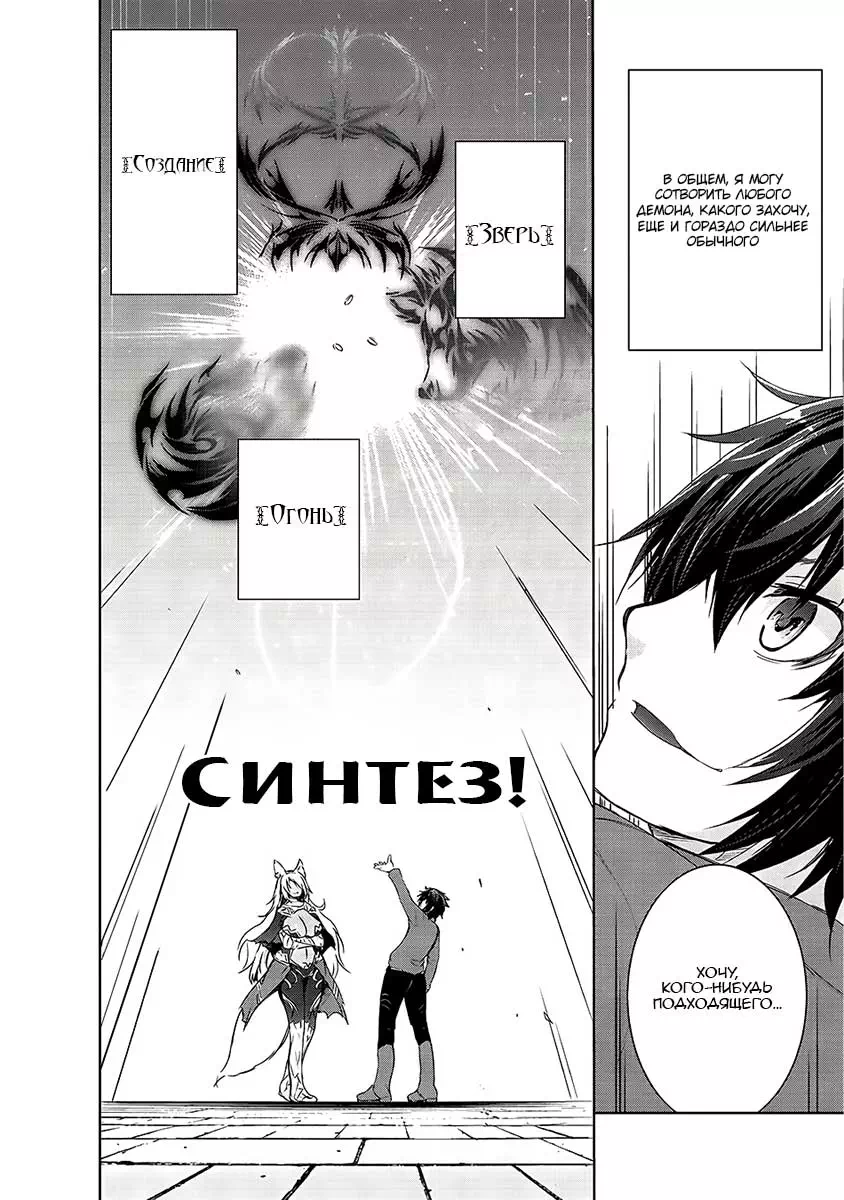 В ОБЩЕМ, Я МОГУ
СОТВОРИТЬ ЛЮБОГО
ДЕМОНА, КАКОГО ЗАХОЧУ,
ЕЩЕ И ГОРАЗДО СИЛЬНЕЕ
ОБЫЧНОГО
ХОЧУ,
КОГО-НИБУДЬ
ПОДХОДЯЩЕГО...
【Зверь】
【Создание】
【Огонь】
СИНТЕЗ!